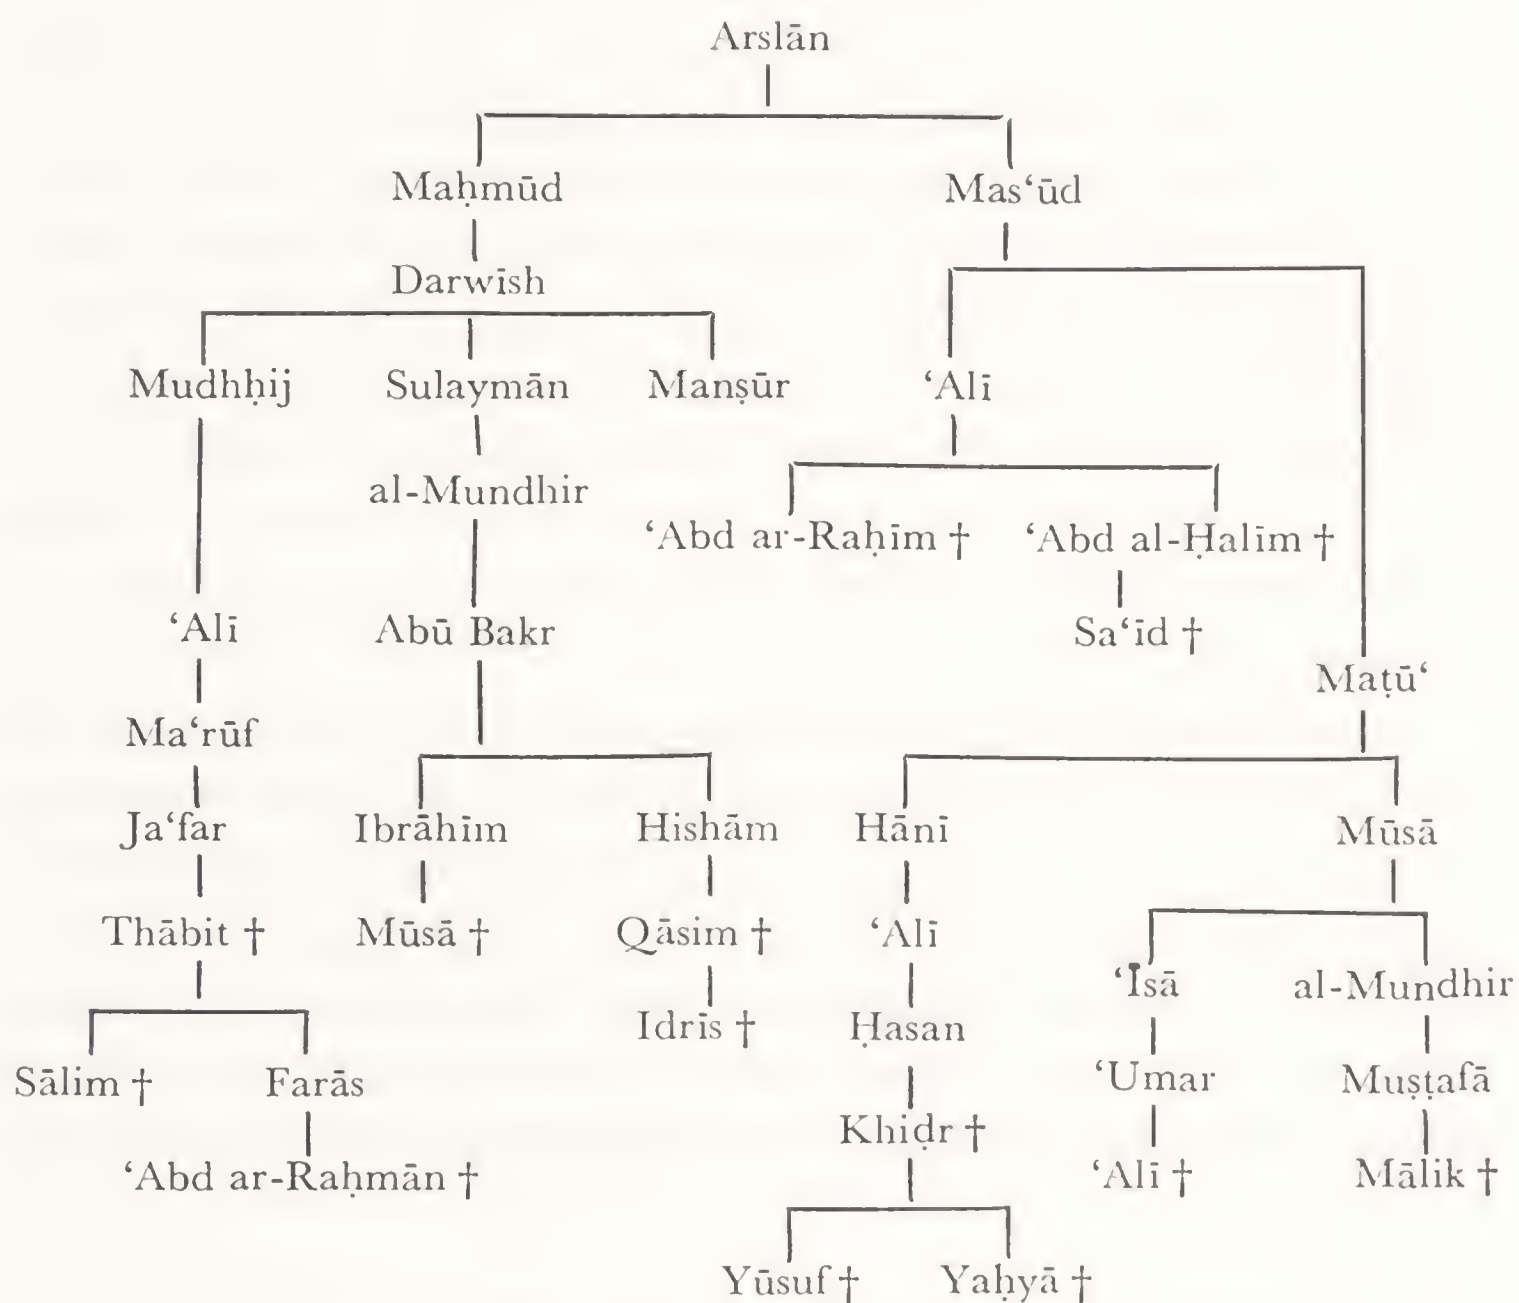 Arslān
Maḥmūd Mas‘ūd
Darwīsh
Mudhḥij Sulaymān Manṣūr ‘Alī
al-Mundhir
‘Abd ar-Raḥīm † ‘Abd al-Ḥalīm †
‘Alī Abū Bakr Sa‘īd †
Maṭū‘
Ma‘rūf
Ja‘far Ibrāhīm Hishām Hānī Mūsā
Thābit † Mūsā † Qāsim † ‘Alī
‘Īsā al-Mundhir
Idrīs † Ḥasan
Sālim † Farās ‘Umar Muṣṭafā
Khiḍr †
‘Abd ar-Raḥmān † ‘Alī † Mālik †
Yūsuf † Yaḥyā †